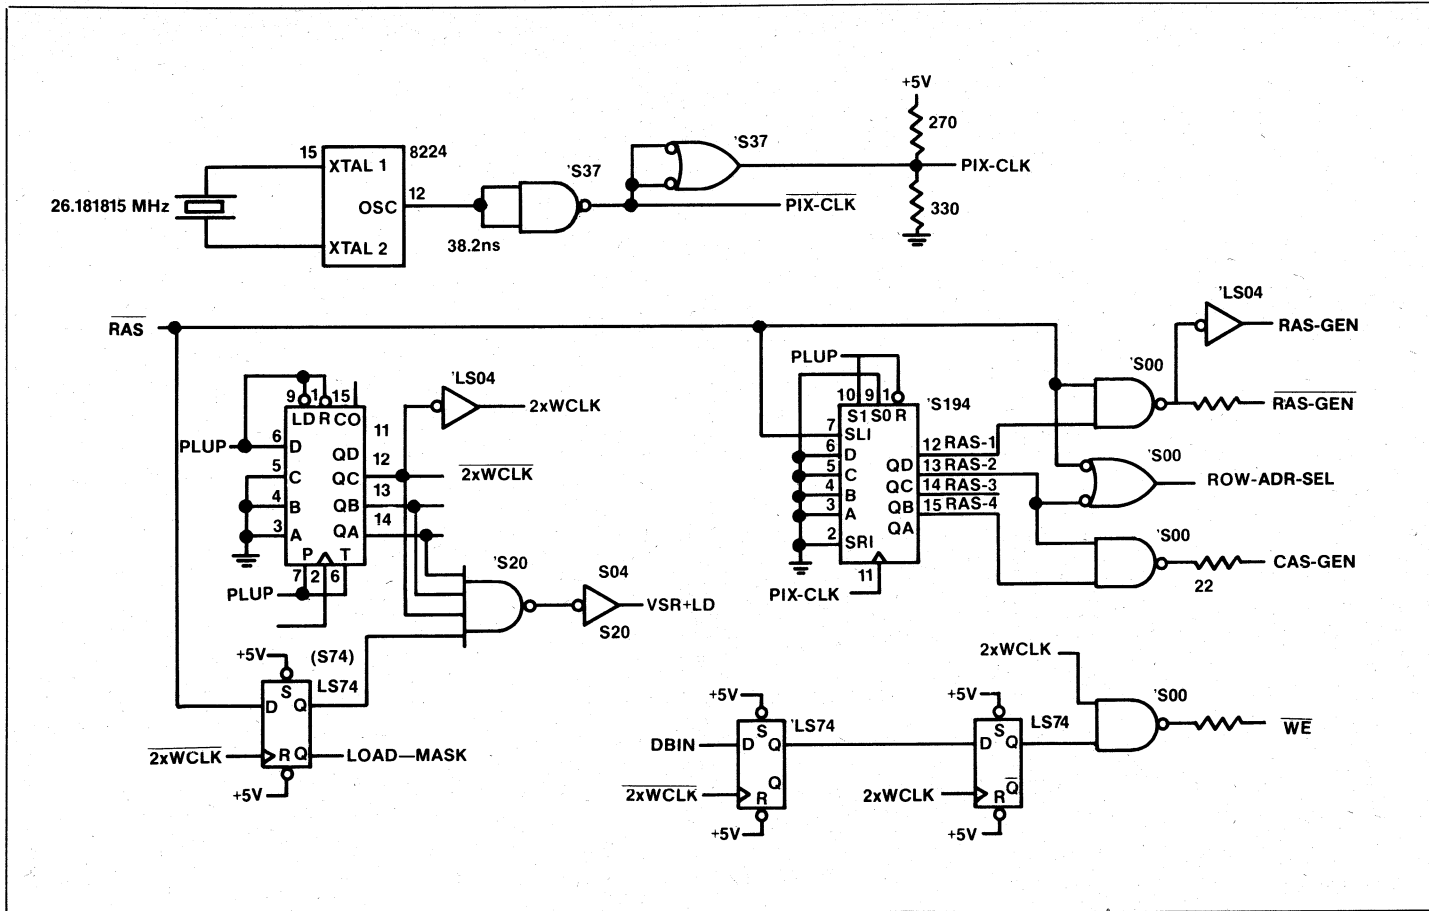 +5V
270
15
XTAL 1
8224
'S37
'S37
PIX-CLK
12
26.181815 MHz
OSC
PIX-CLK
330
XTAL 2
38.2ns
'LS04
RAS
RAS-GEN
PLUP
'S00
'LS04
9
1
15
2xWCLK
10
9
1
'S194
RAS-GEN
LD
R
CO
11
S1
S0
R
PLUP
6
D
QD
7
SLI
12
RAS-1
6
D
12
13
RAS-2
'S00
5
C
QC
2xWCLK
5
C
QD
14
RAS-3
ROW-ADR-SEL
13
4
B
QC
4
B
QB
15
RAS-4
14
3
A
QB
3
A
QA
2
SRI
QA
'S00
P
T
'S20
S04
CAS-GEN
7
2
6
11
22
PLUP
PIX-CLK
VSR+LD
S20
2xWCLK
+5V
(S74)
S
LS74
D
Q
+5V
+5V
'S00
S
'LS74
S
LS74
WE
DBIN
D
Q
D
Q
2xWCLK
R
Q
LOAD—MASK
Q
Q
+5V
2xWCLK
R
2xWCLK
R
+5V
+5V